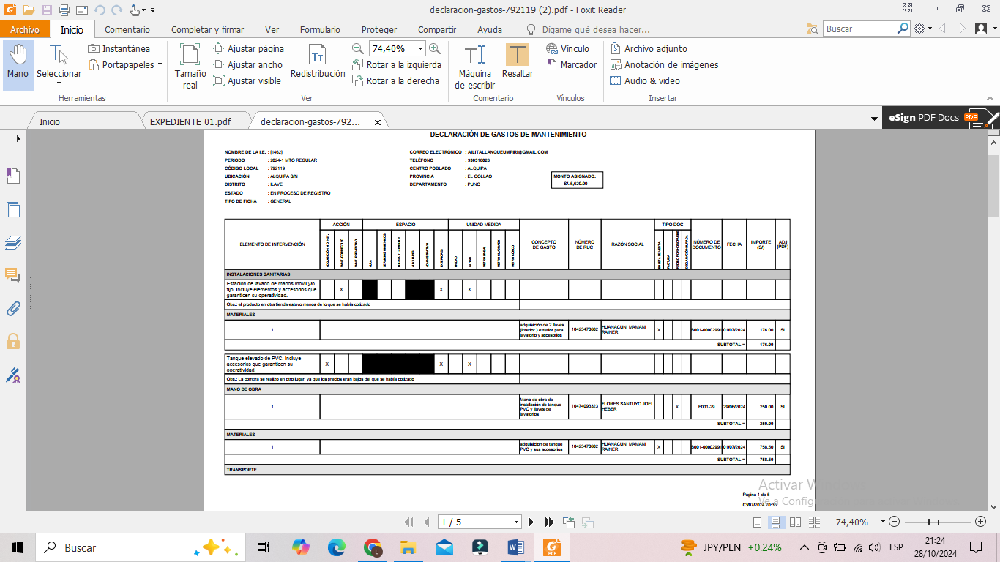 declaracion-gastos-792119 (2).pdf - Foxit Reader
Archivo Inicio Comentario Completar y firmar Ver Formulario Proteger Compartir Ayuda Dígame qué desea hacer... Buscar
Mano
Seleccionar
Instantánea
Portapapeles
Herramientas
Tamaño real
Ajustar página
Ajustar ancho
Ajustar visible
Redistribución
74,40%
Rotar a la izquierda
Rotar a la derecha
Ver
Máquina de escribir
Resaltar
Comentario
Vínculo
Marcador
Vínculos
Archivo adjunto
Anotación de imágenes
Audio & video
Insertar
Inicio EXPEDIENTE 01.pdf declaracion-gastos-792... eSign PDF Docs PDF
DECLARACIÓN DE GASTOS DE MANTENIMIENTO
NOMBRE DE LA I.E. : [1462] CORREO ELECTRÓNICO : AILITALLANQUEUMPIRI@GMAIL.COM
PERIODO : 2024-1 MTO REGULAR TELÉFONO : 930316026
CÓDIGO LOCAL : 792119 CENTRO POBLADO : ALQUIPA
UBICACIÓN : ALQUIPA S/N PROVINCIA : EL COLLAO
DISTRITO : ILAVE DEPARTAMENTO : PUNO
ESTADO : EN PROCESO DE REGISTRO
TIPO DE FICHA : GENERAL
MONTO ASIGNADO:
S/. 5,620.00
ELEMENTO DE INTERVENCIÓN
ACCIÓN
MANT. CORRECTIVO
MANT. PREVENTIVO
ESPACIO
AULA
SERVICIOS HIGIÉNICOS
COCINA Y COMEDOR
AUXILIARES
ADMINISTRATIVO
EXTERIORES
UNIDAD MEDIDA
UNIDAD
GLOBAL
METRO LINEAL
METRO CUADRADO
METRO CUBICO
CONCEPTO DE GASTO
NÚMERO DE RUC
RAZÓN SOCIAL
TIPO DOC
BOLETA DE VENTA
FACTURA
RECIBO POR HONORARIOS
DECLARACION JURADA
NÚMERO DE DOCUMENTO
FECHA
IMPORTE (S/)
ADJ (PDF)
INSTALACIONES SANITARIAS
Estación de lavado de manos móvil y/o
fijo. Incluye elementos y accesorios que
garanticen su operatividad.
X X X
Obs.: el producto en otra tienda estuvo menos de lo que se había cotizado
MATERIALES
1
adquisición de 2 llaves
(interior ) exterior para
lavatorio y accesorios
10423470602
HUANACUNI MAMANI
RAINER
X
B001-00002991 01/07/2024 176.00 SI
SUBTOTAL = 176.00
Tanque elevado de PVC. Incluye
accesorios que garanticen su
operatividad.
X X X
Obs.: La compra se realizo en otro lugar, ya que los precios eran bajos del que se había cotizado
MANO DE OBRA
1
Mano de obra de
instalación de tanque
PVC y llaves de
lavatorios
10474093323
FLORES SANTUYO JOEL
HEBER
X
E001-29 29/06/2024 250.00 SI
SUBTOTAL = 250.00
MATERIALES
1
adquisicion de tanque
PVC y sus accesorios
10423470602
HUANACUNI MAMANI
RAINER
X
B001-00002991 01/07/2024 758.50 SI
SUBTOTAL = 758.50
TRANSPORTE
Página 1 de 5
03/07/2024 20:35
Activar W
Ve a Config
1 / 5
74,40%
Buscar
JPY/PEN +0.24%
ESP
21:24
28/10/2024